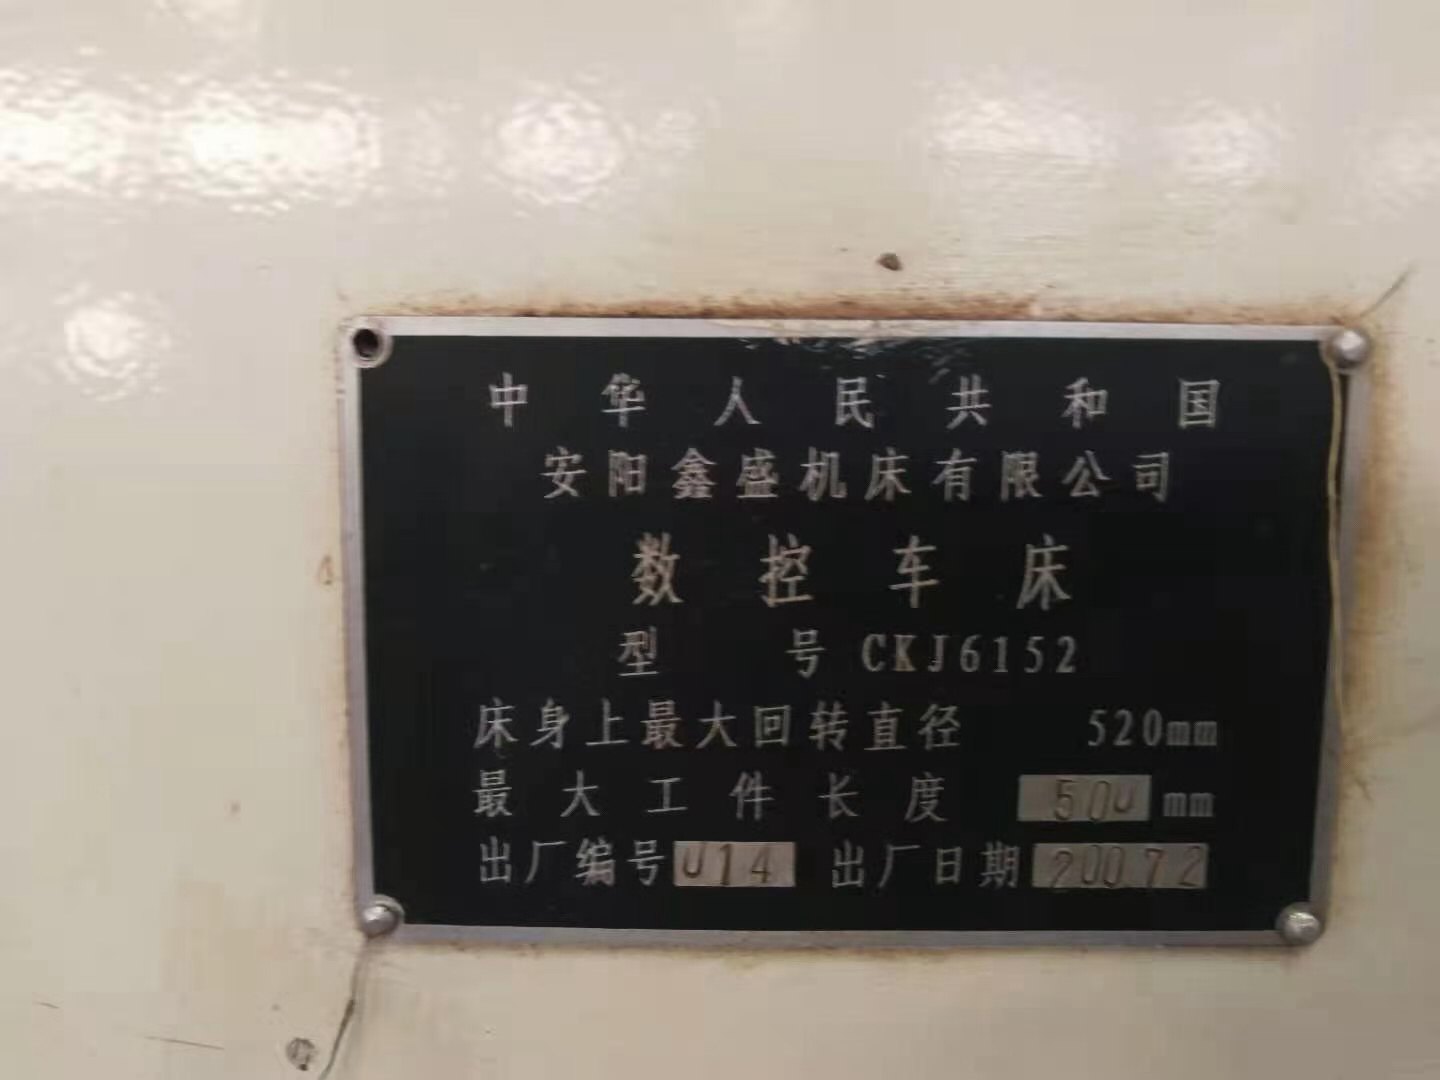 中华人民共和国
安阳鑫盛机床有限公司
数控车床
型 号 CKJ6152
床身上最大回转直径 520mm
最大工件长度 500 mm
出厂编号 014 出厂日期 2007 2